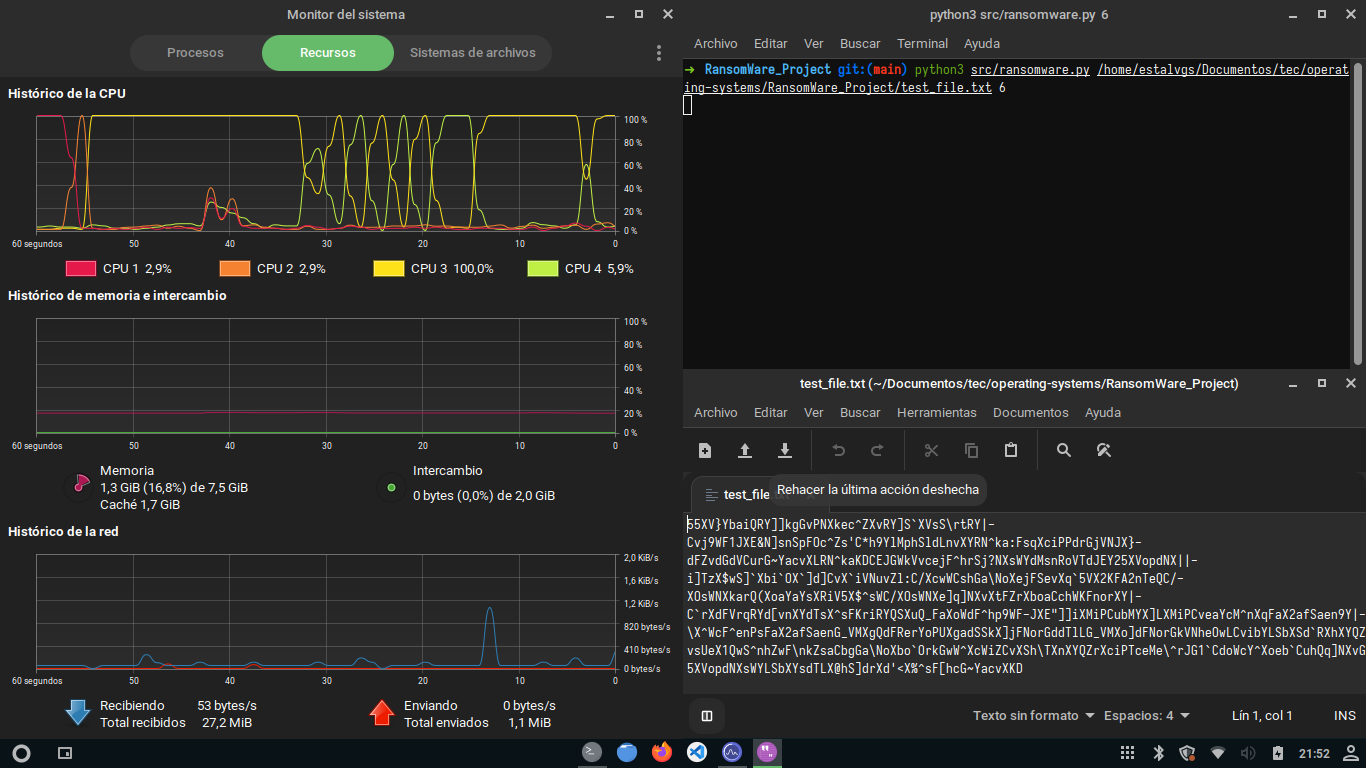 Monitor del sistema
Procesos
Recursos
Sistemas de archivos
Histórico de la CPU
100 %
80 %
60 %
40 %
20 %
0 %
60 segundos 50 40 30 20 10 0
CPU 1 2,9% CPU 2 2,9% CPU 3 100,0% CPU 4 5,9%
Histórico de memoria e intercambio
100 %
80 %
60 %
40 %
20 %
0 %
60 segundos 50 40 30 20 10 0
Memoria
1,3 GiB (16,8%) de 7,5 GiB
Caché 1,7 GiB
Intercambio
0 bytes (0,0%) de 2,0 GiB
Histórico de la red
2,0 KiB/s
1,6 KiB/s
1,2 KiB/s
820 bytes/s
410 bytes/s
0 bytes/s
60 segundos 50 40 30 20 10 0
Recibiendo 53 bytes/s
Total recibidos 27,2 MiB
Enviando 0 bytes/s
Total enviados 1,1 MiB
python3 src/ransomware.py 6
Archivo Editar Ver Buscar Terminal Ayuda
➜ RansomWare_Project git:(main) python3 src/ransomware.py /home/estalvgs/Documentos/tec/operat
ing-systems/RansomWare_Project/test_file.txt 6
test_file.txt (~/Documentos/tec/operating-systems/RansomWare_Project)
Archivo Editar Ver Buscar Herramientas Documentos Ayuda
test_file
Rehacer la última acción deshecha
55XV}YbaiQRY]]kgGvPNXkec^ZXvRY]S`XVsS\rtRY|-
Cvj9WF1JXE&N]snSpFOc^Zs'C*h9YlMphSldLnvXYRN^ka:FsqXciPPdrGjVNJX}-
dFZvdGdVCurG~YacvXLRN^kaKDCEJGWkVvcejF^hrSj?NXsWYdMsnRoVTdJEY25XVopdNX||-
i]TzX$wS]`Xbi`OX`]d]CvX`iVNuvZl:C/XcwWCshGa\NoXejFSevXq`5VX2KFA2nTeQC/-
XOsWNXkarQ(XoaYaYsXRiV5X$^sWC/XOsWNXe]q]NXvXtFZrXboaCchWKFnorXY|-
C`rXdFVrqRYd[vnXYdTsX^sFKriRYQSXuQ_FaXoWdF^hp9WF-JXE"]]iXMiPCubMYX]LXMiPCveaYcM^nXqFaX2afSaen9Y|-
\X^WcF^enPsFaX2afSaenG_VMXgQdFRerYoPUXgadSSkX]jFNorGddTlLG_VMXo]dFNorGkVNheOwLCvibYLSbXSd`RXhXYQZ
vsUeX1QwS^nhZwF\nkZsaCbgGa\NoXbo`OrkGwW^XcWiZCvXSh\TXnXYQZrXciPTceMe\^rJG1`CdoWcY^Xoeb`CuhQq]NXvG
5XVopdNXsWYLSbXYsdTLX@hS]drXd'<X%^sF[hcG~YacvXKD
Texto sin formato Espacios: 4 Lín 1, col 1 INS
21:52